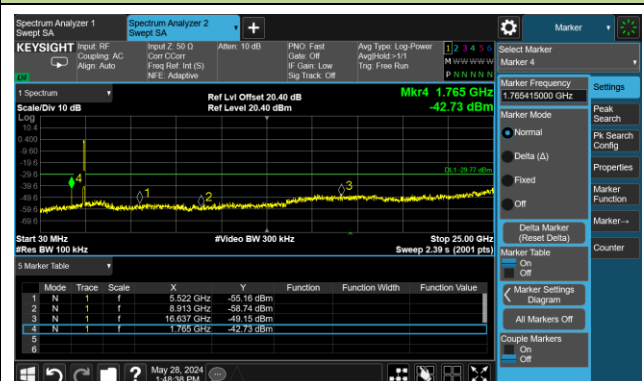 Spectrum Analyzer 1
Swept SA
Spectrum Analyzer 2
Swept SA
Marker
KEYSIGHT
Input: RF
Coupling: AC
Align: Auto
Input Z: 50 Ω
Corr CCorr
Freq Ref: Int (S)
NFE: Adaptive
Atten: 10 dB
PNO: Fast
Gate: Off
IF Gain: Low
Sig Track: Off
Avg Type: Log-Power
Avg|Hold:>1/1
Trig: Free Run
1 2 3 4 5 6
M W W W W W
P N N N N N
Select Marker
Marker 4
1 Spectrum
Scale/Div 10 dB
Ref Lvl Offset 20.40 dB
Ref Level 20.40 dBm
Mkr4 1.765 GHz
-42.73 dBm
Log
10.4
0.400
-9.60
-19.6
-29.6
-39.6
-49.6
-59.6
-69.6
DL1 -29.77 dBm
4
1
2
3
Start 30 MHz
#Res BW 100 kHz
#Video BW 300 kHz
Stop 25.00 GHz
Sweep 2.39 s (2001 pts)
5 Marker Table
Mode Trace Scale X Y Function Function Width Function Value
1 N 1 f 5.522 GHz -55.16 dBm
2 N 1 f 8.913 GHz -58.74 dBm
3 N 1 f 16.637 GHz -49.15 dBm
4 N 1 f 1.765 GHz -42.73 dBm
5
6
Marker Frequency
1.765415000 GHz
Marker Mode
Normal
Delta (Δ)
Fixed
Off
Delta Marker
(Reset Delta)
Marker Table
On
Off
Marker Settings
Diagram
All Markers Off
Couple Markers
On
Off
Settings
Peak
Search
Pk Search
Config
Properties
Marker
Function
Marker→
Counter
May 28, 2024
1:48:38 PM